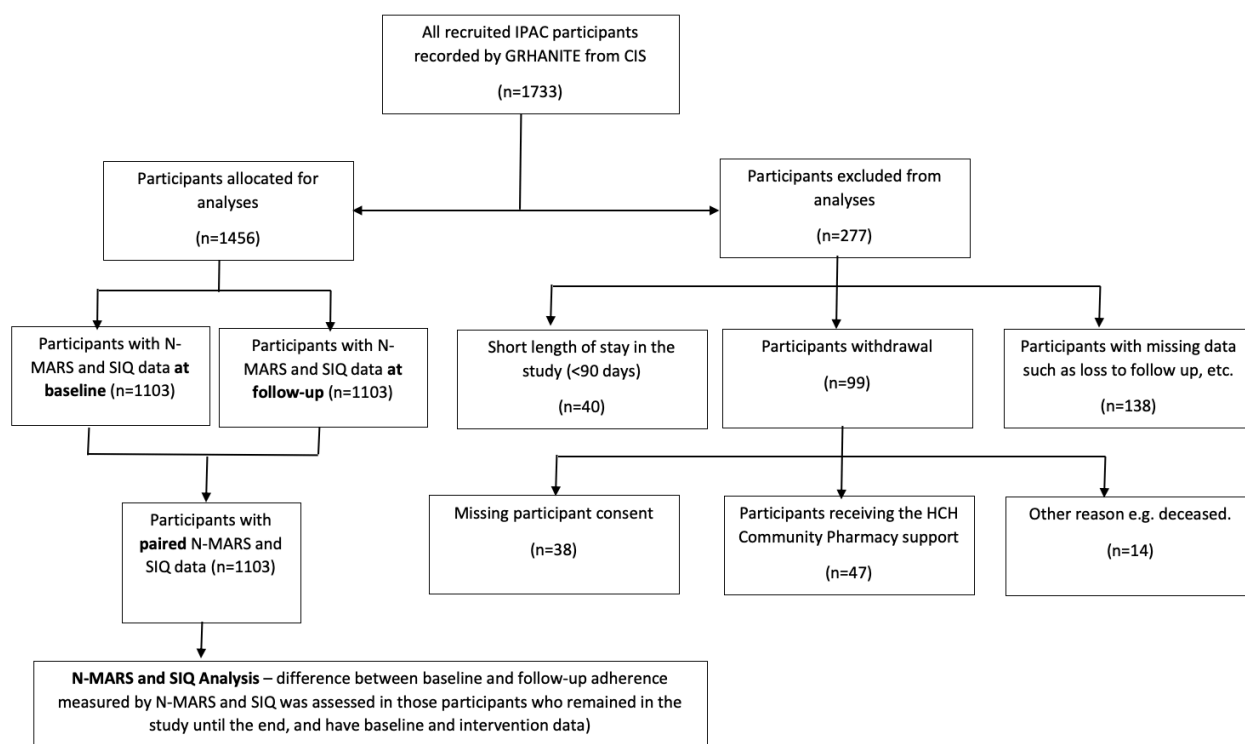 All recruited IPAC participants
recorded by GRHANITE from CIS
(n=1733)
Participants allocated for
analyses
(n=1456)
Participants excluded from
analyses
(n=277)
Participants with N-
MARS and SIQ data at
baseline (n=1103)
Participants with N-
MARS and SIQ data at
follow-up (n=1103)
Short length of stay in the
study (<90 days)
(n=40)
Participants withdrawal
(n=99)
Participants with missing data
such as loss to follow up, etc.
(n=138)
Participants with
paired N-MARS and
SIQ data (n=1103)
Missing participant consent
(n=38)
Participants receiving the HCH
Community Pharmacy support
(n=47)
Other reason e.g. deceased.
(n=14)
N-MARS and SIQ Analysis – difference between baseline and follow-up adherence
measured by N-MARS and SIQ was assessed in those participants who remained in the
study until the end, and have baseline and intervention data)